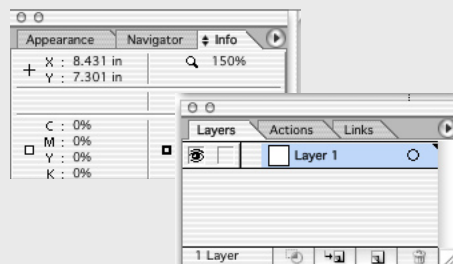 Appearance Navigator Info
X : 8.431 in 150%
Y : 7.301 in
C : 0%
M : 0%
Y : 0%
K : 0%
Layers Actions Links
Layer 1
1 Layer